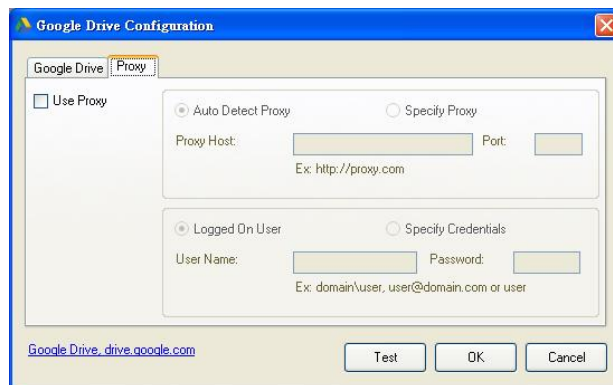 Google Drive Configuration
Google Drive Proxy
Use Proxy
Auto Detect Proxy Specify Proxy
Proxy Host: Port:
Ex: http://proxy.com
Logged On User Specify Credentials
User Name: Password:
Ex: domain\user, user@domain.com or user
Google Drive, drive.google.com
Test OK Cancel